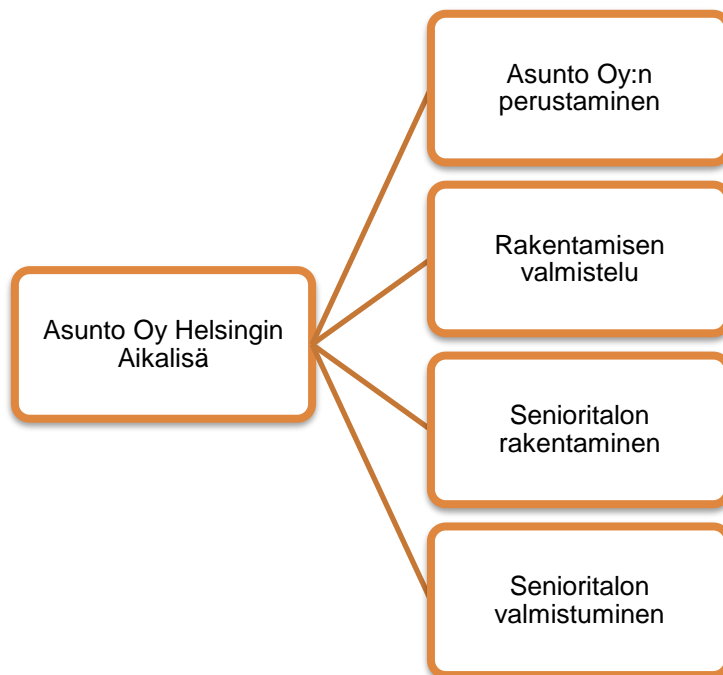 Asunto Oy Helsingin
Aikalisä
Asunto Oy:n
perustaminen
Rakentamisen
valmistelu
Senioritalon
rakentaminen
Senioritalon
valmistuminen